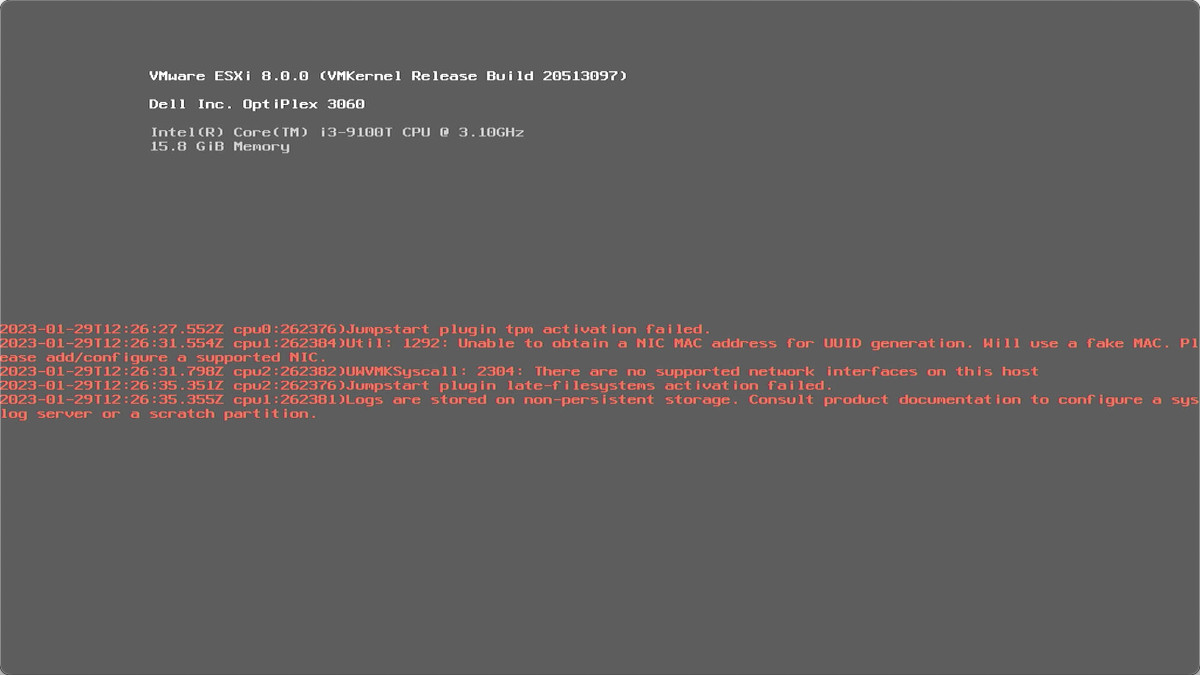 VMware ESXi 8.0.0 (VMKernel Release Build 20513097)
Dell Inc. OptiPlex 3060
Intel(R) Core(TM) i3-9100T CPU @ 3.10GHz
15.8 GiB Memory
2023-01-29T12:26:27.552Z cpu0:262376)Jumpstart plugin tpm activation failed.
2023-01-29T12:26:31.554Z cpu1:262384)Util: 1292: Unable to obtain a NIC MAC address for UUID generation. Will use a fake MAC. Pl
ease add/configure a supported NIC.
2023-01-29T12:26:31.798Z cpu2:262382)UWVMKSyscall: 2304: There are no supported network interfaces on this host
2023-01-29T12:26:35.351Z cpu2:262376)Jumpstart plugin late-filesystems activation failed.
2023-01-29T12:26:35.355Z cpu1:262381)Logs are stored on non-persistent storage. Consult product documentation to configure a sys
log server or a scratch partition.